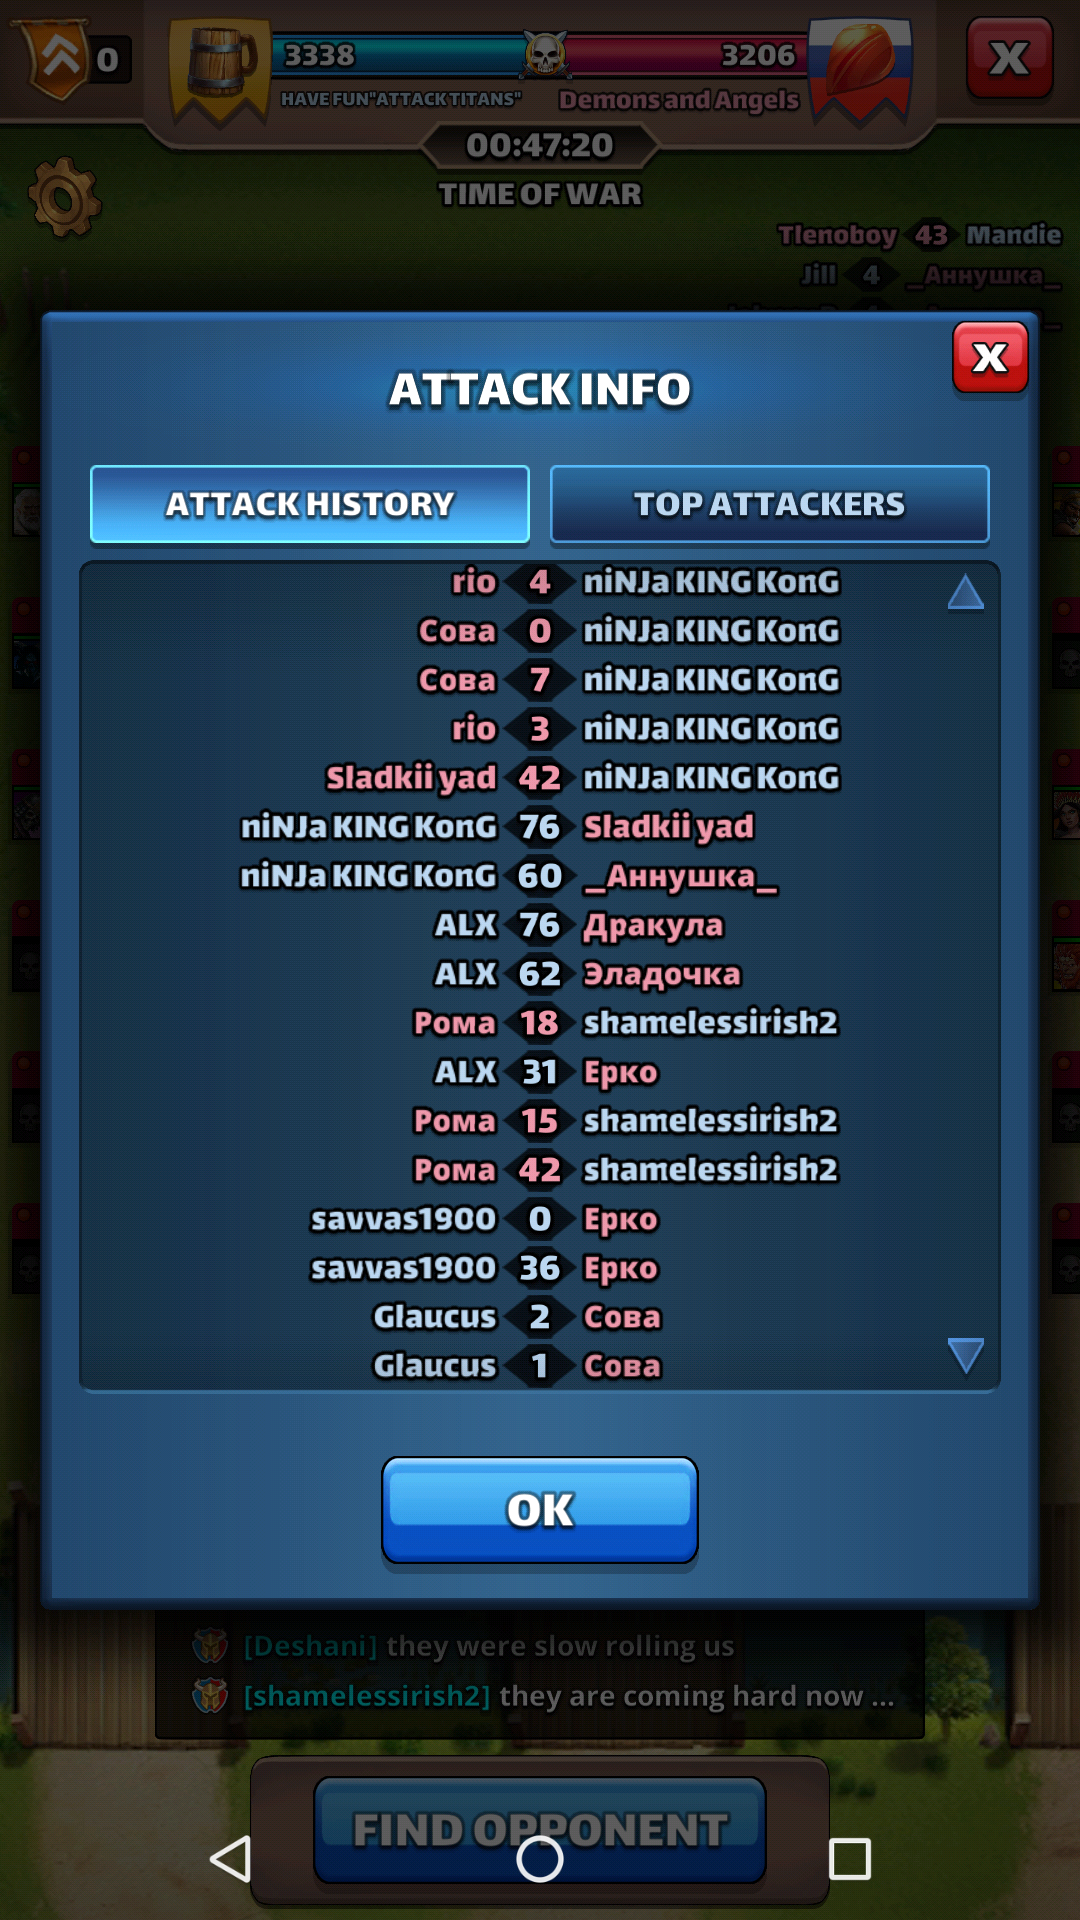 0
3338
3206
X
HAVE FUN"ATTACK TITANS"
Demons and Angels
00:47:20
TIME OF WAR
Tlenoboy 43 Mandie
Jill 4 _Аннушка_
X
ATTACK INFO
ATTACK HISTORY
TOP ATTACKERS
rio 4 niNJa KING KonG
Сова 0 niNJa KING KonG
Сова 7 niNJa KING KonG
rio 3 niNJa KING KonG
Sladkii yad 42 niNJa KING KonG
niNJa KING KonG 76 Sladkii yad
niNJa KING KonG 60 _Аннушка_
ALX 76 Дракула
ALX 62 Эладочка
Рома 18 shamelessirish2
ALX 31 Ерко
Рома 15 shamelessirish2
Рома 42 shamelessirish2
savvas1900 0 Ерко
savvas1900 36 Ерко
Glaucus 2 Сова
Glaucus 1 Сова
OK
[Deshani] they were slow rolling us
[shamelessirish2] they are coming hard now ...
FIND OPPONENT